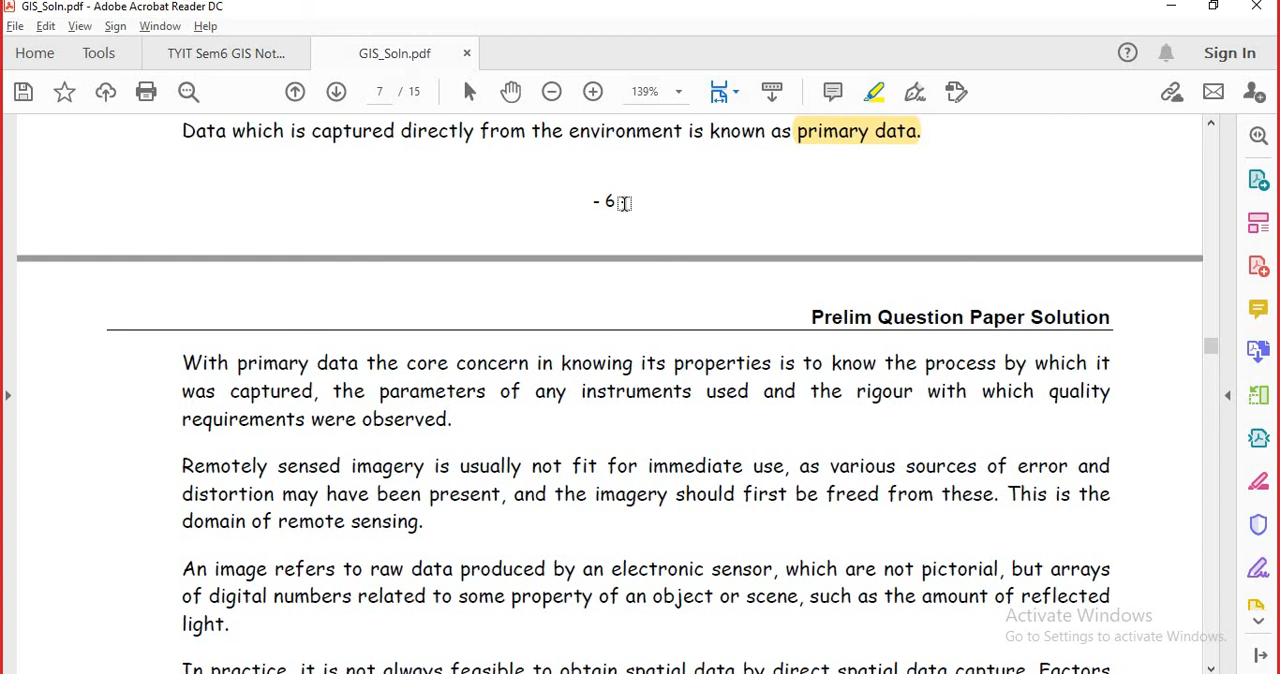 GIS_Soln.pdf - Adobe Acrobat Reader DC
File Edit View Sign Window Help
Home Tools TYIT Sem6 GIS Not... GIS_Soln.pdf × Sign In
7 / 15 139%
Data which is captured directly from the environment is known as primary data.
- 6 -
Prelim Question Paper Solution
With primary data the core concern in knowing its properties is to know the process by which it
was captured, the parameters of any instruments used and the rigour with which quality
requirements were observed.
Remotely sensed imagery is usually not fit for immediate use, as various sources of error and
distortion may have been present, and the imagery should first be freed from these. This is the
domain of remote sensing.
An image refers to raw data produced by an electronic sensor, which are not pictorial, but arrays
of digital numbers related to some property of an object or scene, such as the amount of reflected
light.
Activate Windows
Go to Settings to activate Windows.
In practice, it is not always feasible to obtain spatial data by direct spatial data capture. Factors